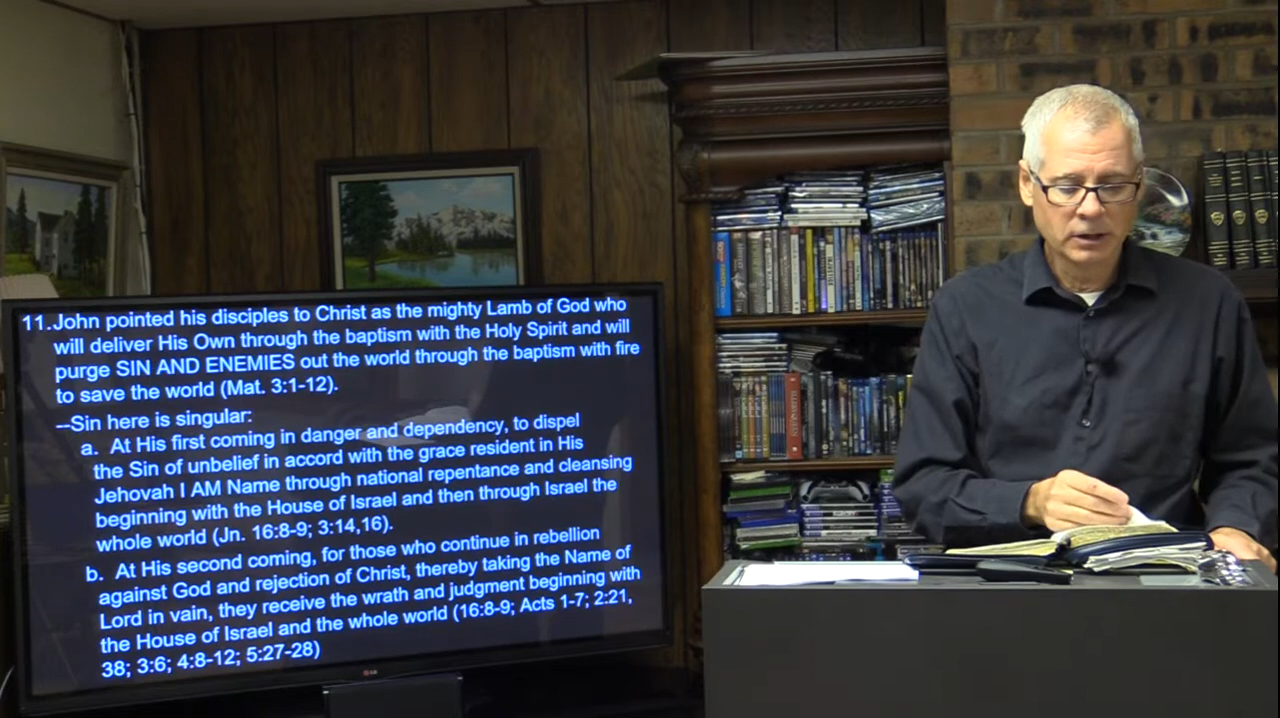 11. John pointed his disciples to Christ as the mighty Lamb of God who
will deliver His Own through the baptism with the Holy Spirit and will
purge SIN AND ENEMIES out the world through the baptism with fire
to save the world (Mat. 3:1-12).
--Sin here is singular:
a. At His first coming in danger and dependency, to dispel
the Sin of unbelief in accord with the grace resident in His
Jehovah I AM Name through national repentance and cleansing
beginning with the House of Israel and then through Israel the
whole world (Jn. 16:8-9; 3:14,16).
b. At His second coming, for those who continue in rebellion
against God and rejection of Christ, thereby taking the Name of
Lord in vain, they receive the wrath and judgment beginning with
the House of Israel and the whole world (16:8-9; Acts 1-7; 2:21,
38; 3:6; 4:8-12; 5:27-28)
LG